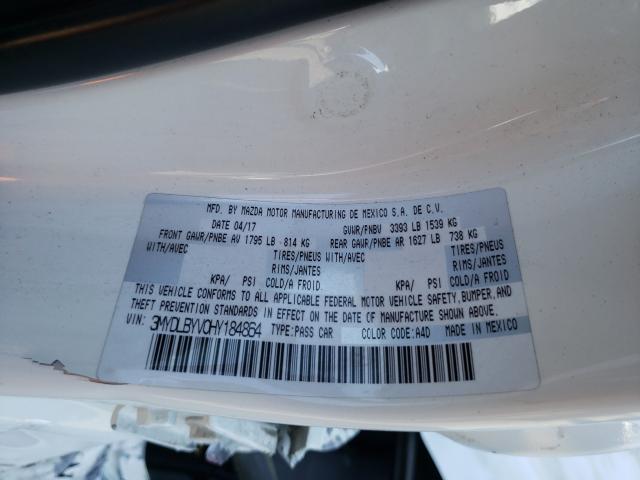 MFD. BY MAZDA MOTOR MANUFACTURING DE MEXICO S.A. DE C.V.
DATE 04/17 GVWR/PNBV 3393 LB 1539 KG
FRONT GAWR/PNBE AV 1795 LB - 814 KG REAR GAWR/PNBE AR 1627 LB 738 KG
WITH/AVEC TIRES/PNEUS WITH/AVEC TIRES/PNEUS
RIMS/JANTES RIMS/JANTES
KPA/ PSI COLD/A FROID KPA/ PSI COLD/A FROID
THIS VEHICLE CONFORMS TO ALL APPLICABLE FEDERAL MOTOR VEHICLE SAFETY, BUMPER, AND
THEFT PREVENTION STANDARDS IN EFFECT ON THE DATE OF MANUFACTURE SHOWN ABOVE.
VIN: 3MYDLBYV0HY184864 TYPE:PASS CAR COLOR CODE:A4D MADE IN MEXICO